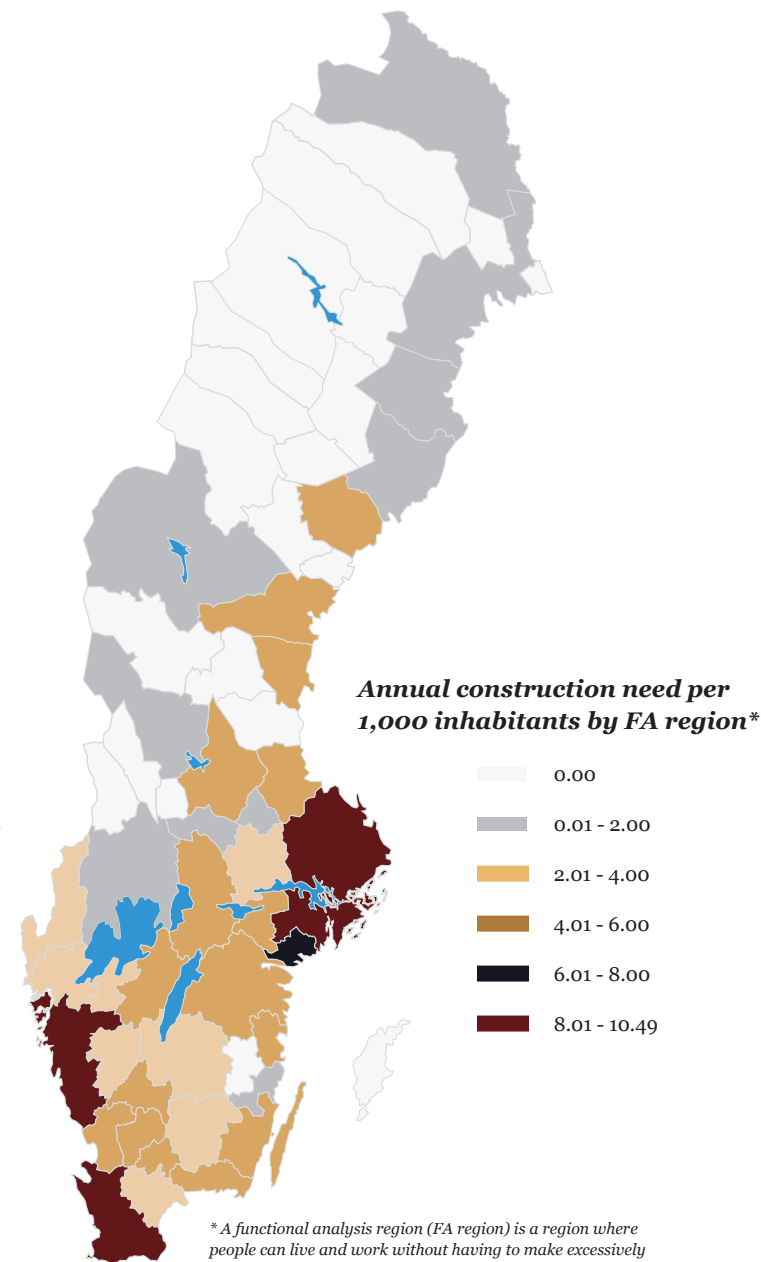 Annual construction need per
1,000 inhabitants by FA region*
0.00
0.01 - 2.00
2.01 - 4.00
4.01 - 6.00
6.01 - 8.00
8.01 - 10.49
* A functional analysis region (FA region) is a region where
people can live and work without having to make excessively